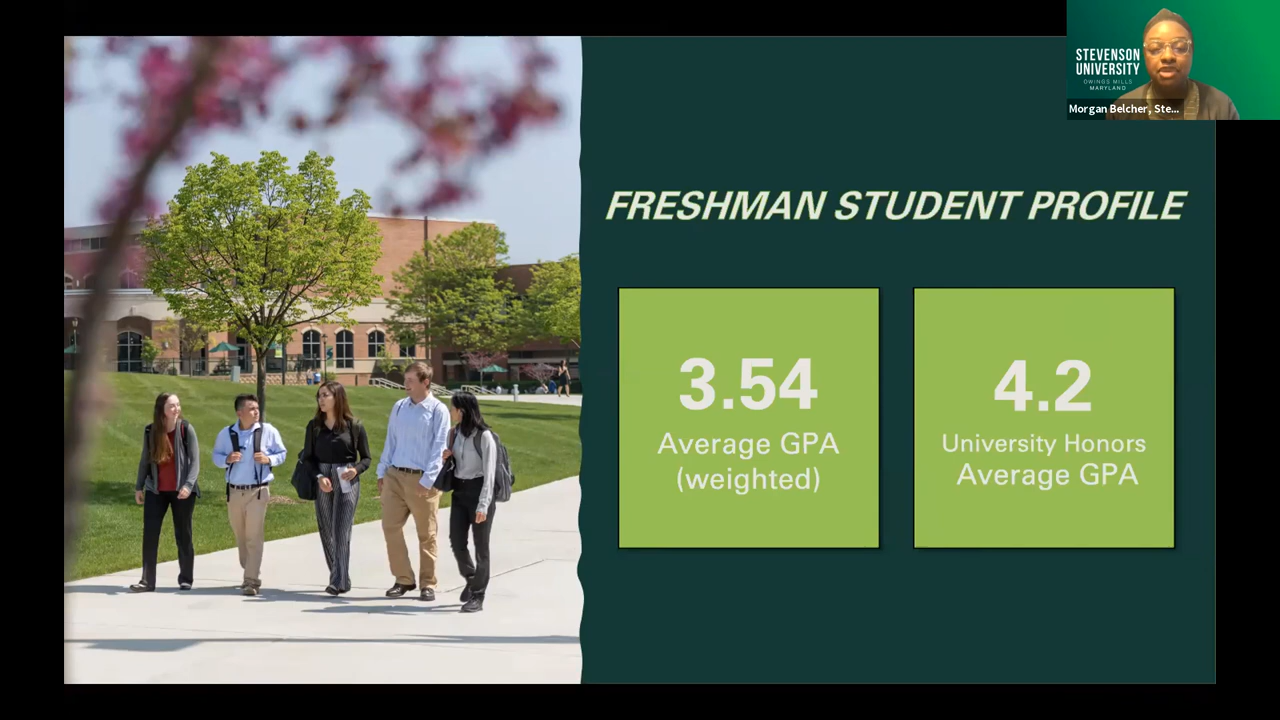 STEVENSON
UNIVERSITY
OWINGS MILLS
MARYLAND
Morgan Belcher, Ste...
FRESHMAN STUDENT PROFILE
3.54
Average GPA
(weighted)
4.2
University Honors
Average GPA